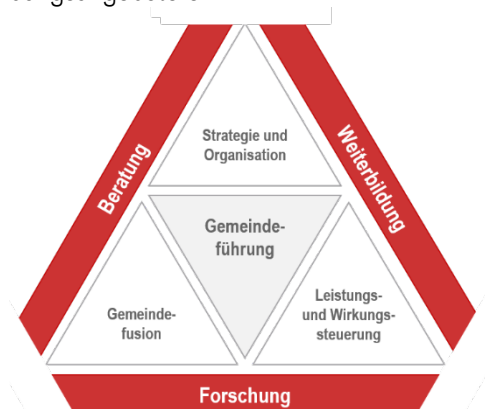 Strategie und
Organisation
Beratung
Weiterbildung
Gemeinde-
führung
Gemeinde-
fusion
Leistungs-
und Wirkungs-
steuerung
Forschung